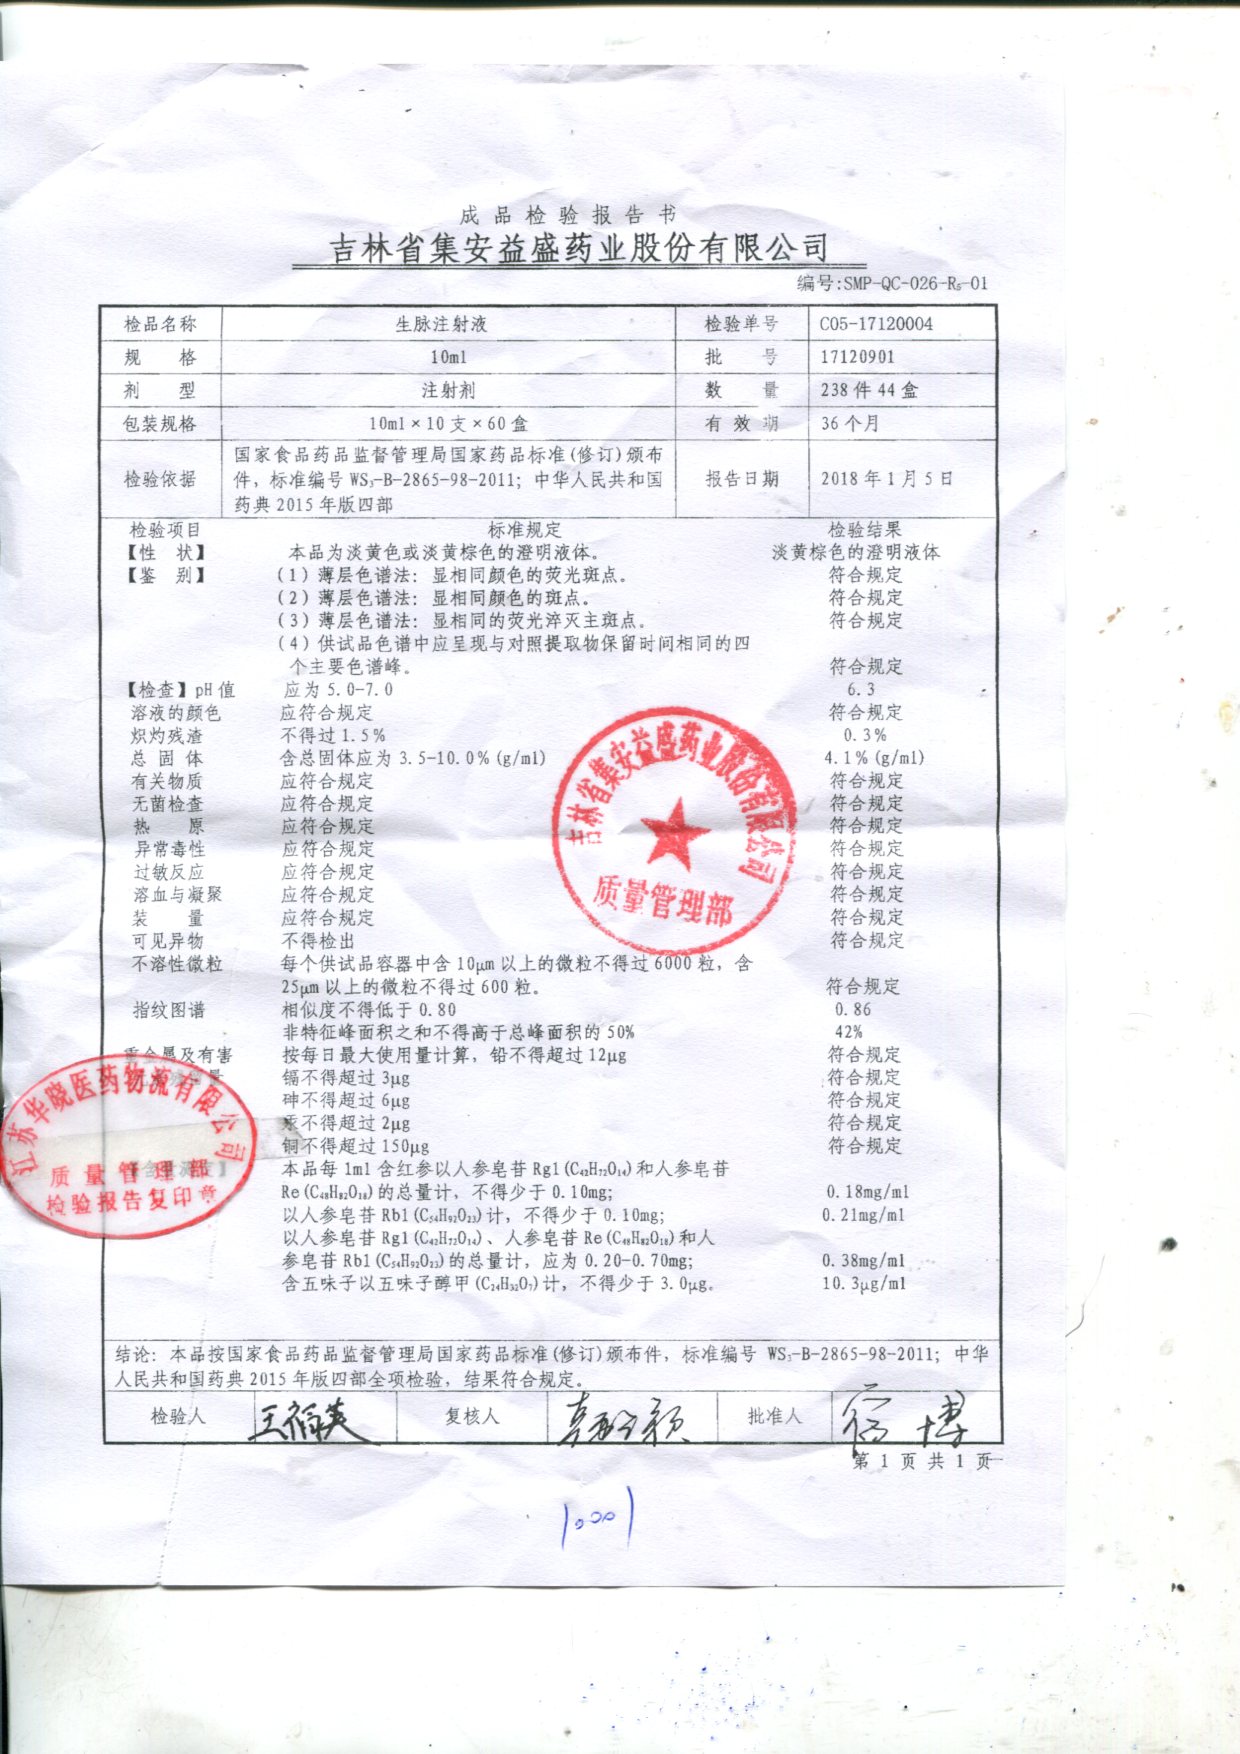 成品检验报告书
吉林省集安益盛药业股份有限公司
编号:SMP-QC-026-R₅-01
检品名称 生脉注射液 检验单号 C05-17120004
规 格 10ml 批 号 17120901
剂 型 注射剂 数 量 238件44盒
包装规格 10ml×10支×60盒 有 效 期 36个月
检验依据 国家食品药品监督管理局国家药品标准(修订)颁布件，标准编号 WS₃-B-2865-98-2011；中华人民共和国药典2015年版四部 报告日期 2018年1月5日
检验项目 标准规定 检验结果
【性 状】 本品为淡黄色或淡黄棕色的澄明液体。 淡黄棕色的澄明液体
【鉴 别】 (1)薄层色谱法：显相同颜色的荧光斑点。 符合规定
(2)薄层色谱法：显相同颜色的斑点。 符合规定
(3)薄层色谱法：显相同的荧光淬灭主斑点。 符合规定
(4)供试品色谱中应呈现与对照提取物保留时间相同的四
个主要色谱峰。 符合规定
【检查】pH值 应为5.0-7.0 6.3
溶液的颜色 应符合规定 符合规定
炽灼残渣 不得过1.5% 0.3%
总 固 体 含总固体应为3.5-10.0%(g/ml) 4.1%(g/ml)
有关物质 应符合规定 符合规定
无菌检查 应符合规定 符合规定
热 原 应符合规定 符合规定
异常毒性 应符合规定 符合规定
过敏反应 应符合规定 符合规定
溶血与凝聚 应符合规定 符合规定
装 量 应符合规定 符合规定
可见异物 不得检出 符合规定
不溶性微粒 每个供试品容器中含10μm以上的微粒不得过6000粒，含
25μm以上的微粒不得过600粒。 符合规定
指纹图谱 相似度不得低于0.80 0.86
非特征峰面积之和不得高于总峰面积的50% 42%
重金属及有害 按每日最大使用量计算，铅不得超过12μg 符合规定
镉不得超过3μg 符合规定
砷不得超过6μg 符合规定
汞不得超过2μg 符合规定
铜不得超过150μg 符合规定
本品每1ml含红参以人参皂苷Rg1(C₄₂H₇₂O₁₄)和人参皂苷
Re(C₄₈H₈₂O₁₈)的总量计，不得少于0.10mg; 0.18mg/ml
以人参皂苷Rb1(C₅₄H₉₂O₂₃)计，不得少于0.10mg; 0.21mg/ml
以人参皂苷Rg1(C₄₂H₇₂O₁₄)、人参皂苷Re(C₄₈H₈₂O₁₈)和人
参皂苷Rb1(C₅₄H₉₂O₂₃)的总量计，应为0.20-0.70mg; 0.38mg/ml
含五味子以五味子醇甲(C₂₄H₃₂O₇)计，不得少于3.0μg。 10.3μg/ml
吉林省集安益盛药业股份有限公司
质量管理部
江苏华晓医药物流有限公司
质量管理部
检验报告复印章
结论：本品按国家食品药品监督管理局国家药品标准(修订)颁布件，标准编号 WS₃-B-2865-98-2011；中华
人民共和国药典2015年版四部全项检验，结果符合规定。
检验人 复核人 批准人
第 1 页 共 1 页